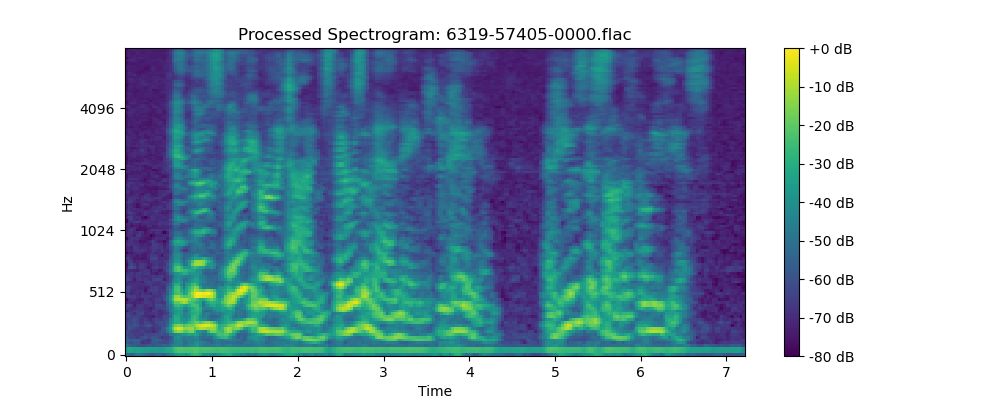 Processed Spectrogram: 6319-57405-0000.flac
Hz
4096
2048
1024
512
0
0 1 2 3 4 5 6 7
Time
+0 dB
-10 dB
-20 dB
-30 dB
-40 dB
-50 dB
-60 dB
-70 dB
-80 dB